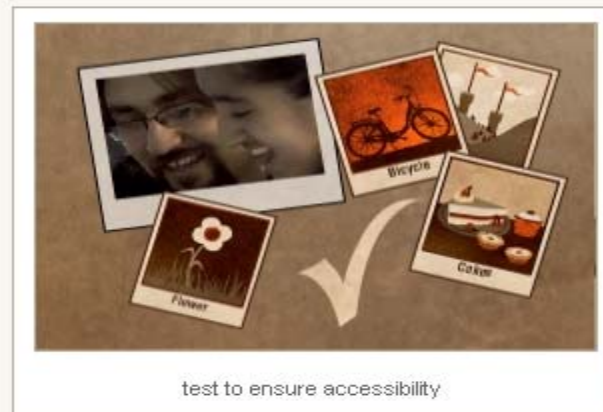 Bicycle
Cakes
Flower
test to ensure accessibility